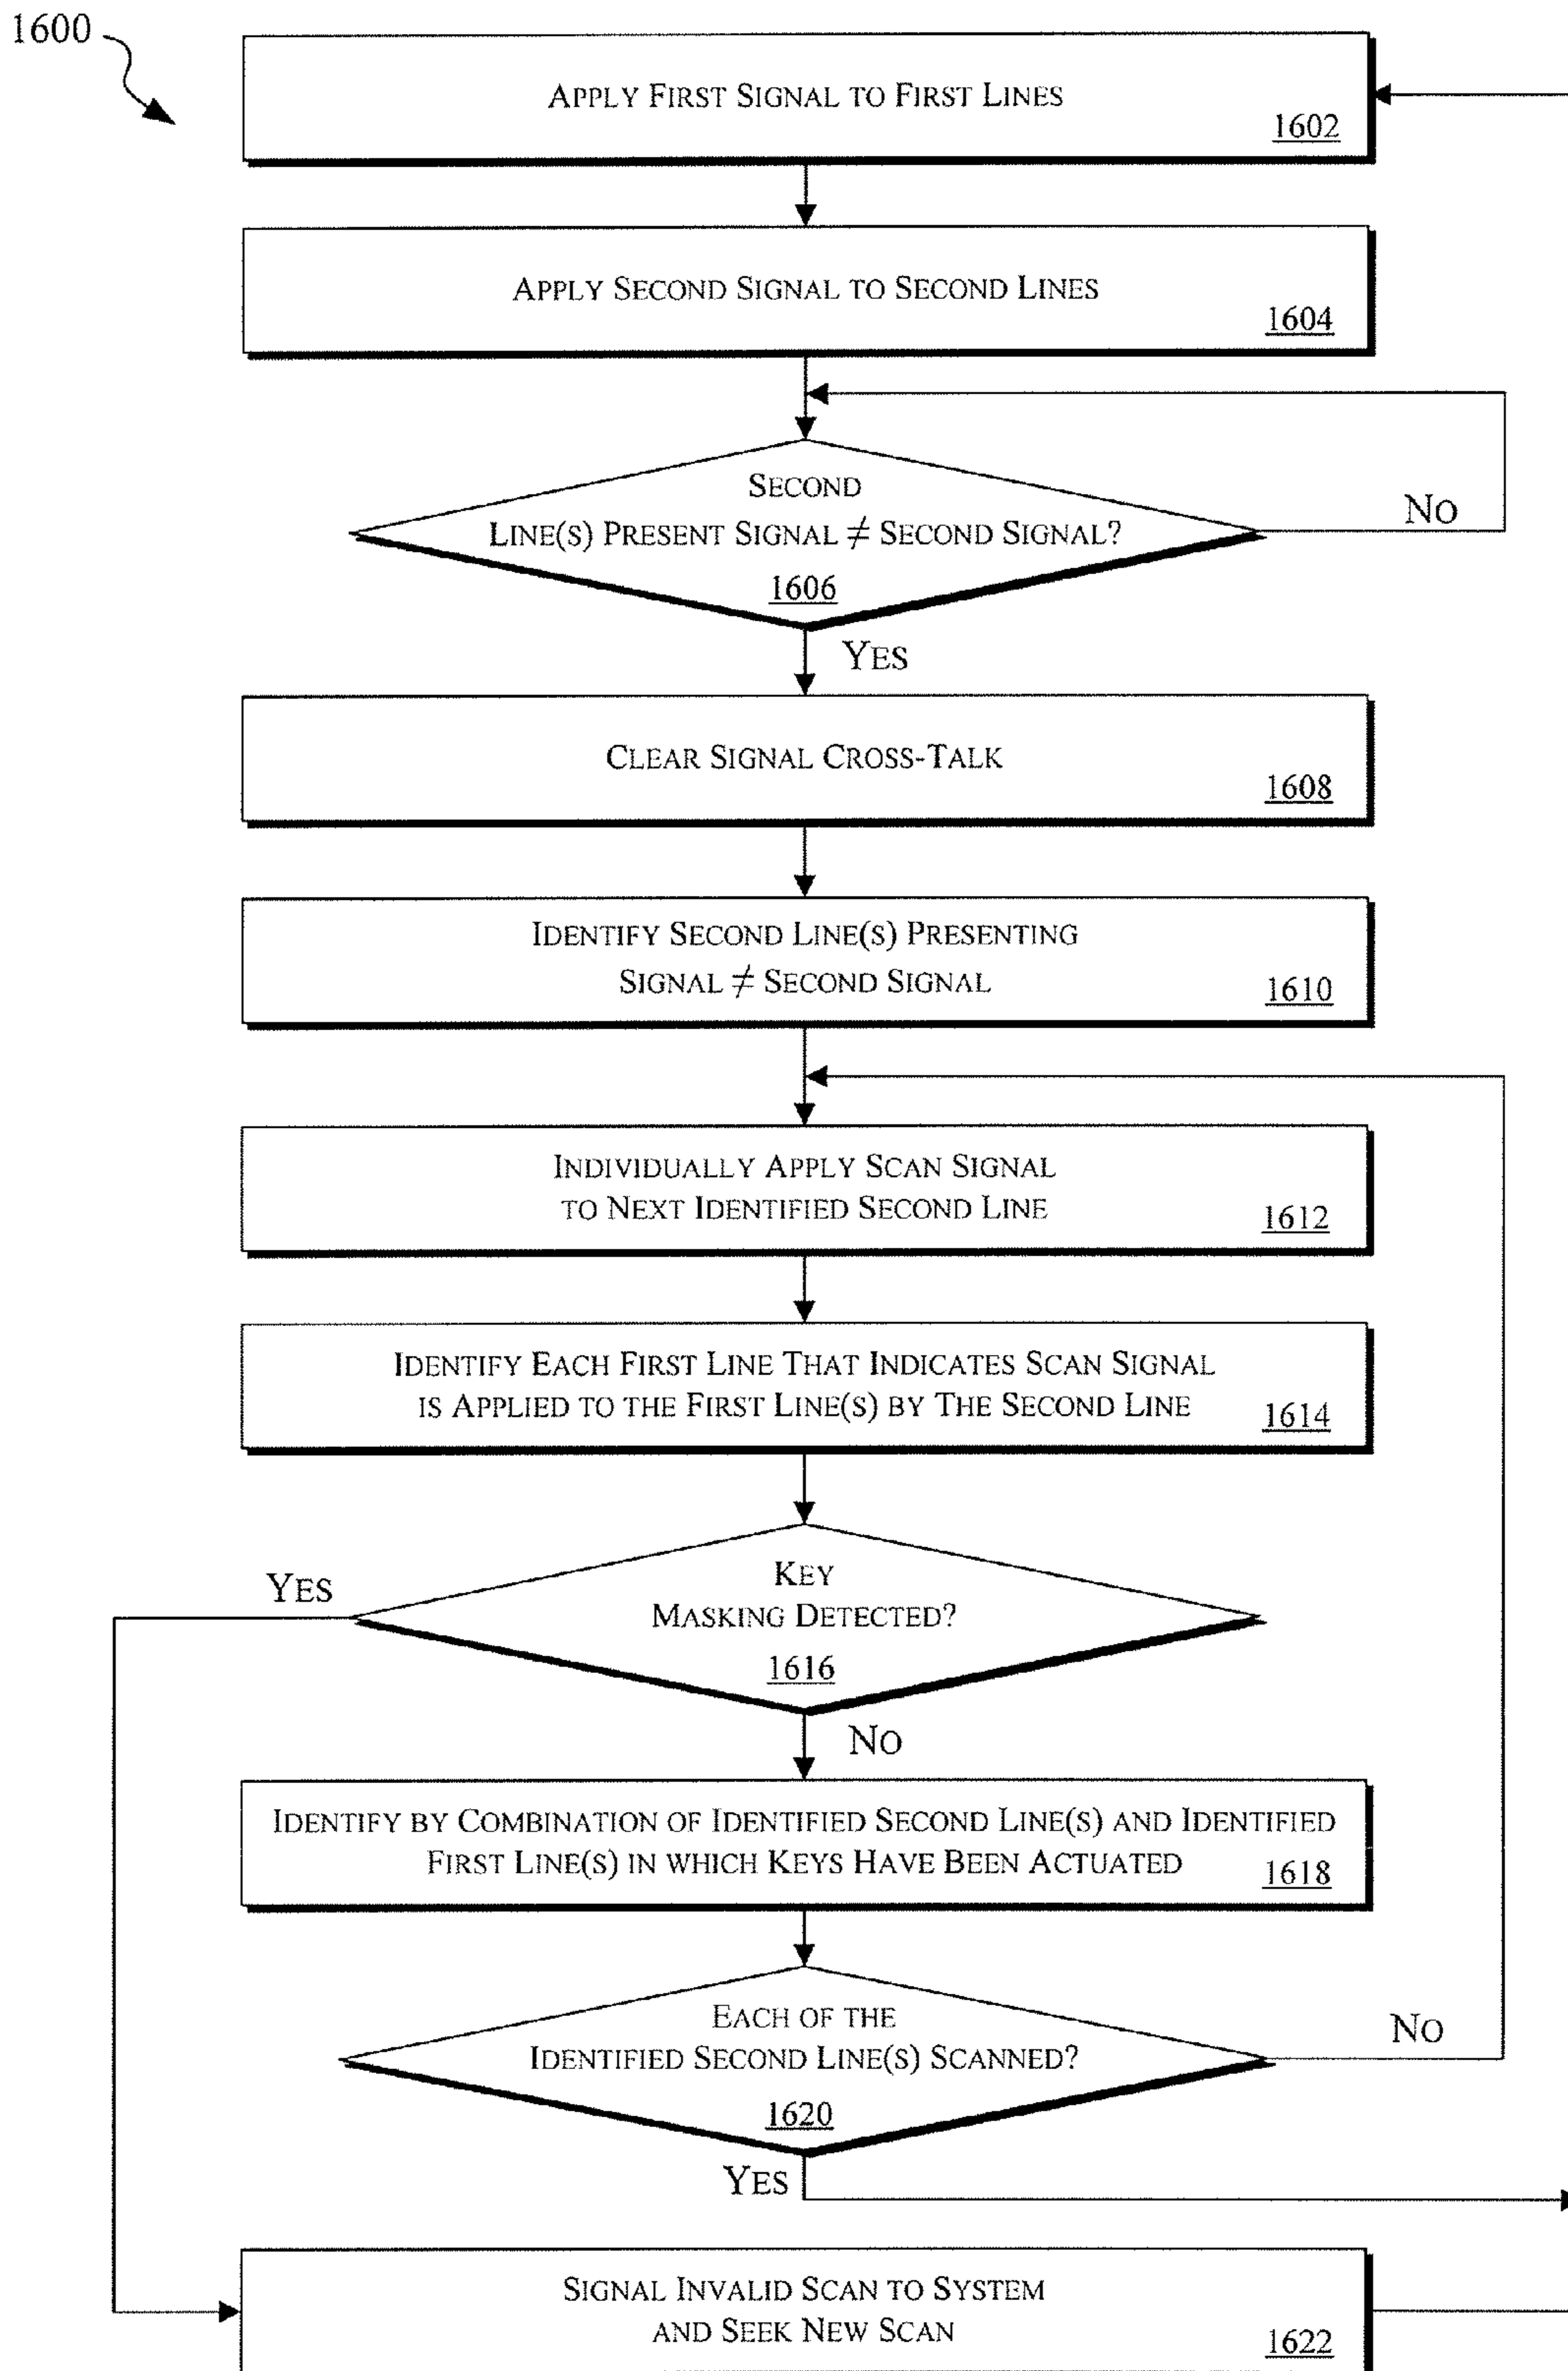 1600
APPLY FIRST SIGNAL TO FIRST LINES
1602
APPLY SECOND SIGNAL TO SECOND LINES
1604
SECOND
LINE(S) PRESENT SIGNAL ≠ SECOND SIGNAL?
1606
NO
YES
CLEAR SIGNAL CROSS-TALK
1608
IDENTIFY SECOND LINE(S) PRESENTING
SIGNAL ≠ SECOND SIGNAL
1610
INDIVIDUALLY APPLY SCAN SIGNAL
TO NEXT IDENTIFIED SECOND LINE
1612
IDENTIFY EACH FIRST LINE THAT INDICATES SCAN SIGNAL
IS APPLIED TO THE FIRST LINE(S) BY THE SECOND LINE
1614
KEY
MASKING DETECTED?
1616
YES
NO
IDENTIFY BY COMBINATION OF IDENTIFIED SECOND LINE(S) AND IDENTIFIED
FIRST LINE(S) IN WHICH KEYS HAVE BEEN ACTUATED
1618
EACH OF THE
IDENTIFIED SECOND LINE(S) SCANNED?
1620
NO
YES
SIGNAL INVALID SCAN TO SYSTEM
AND SEEK NEW SCAN
1622